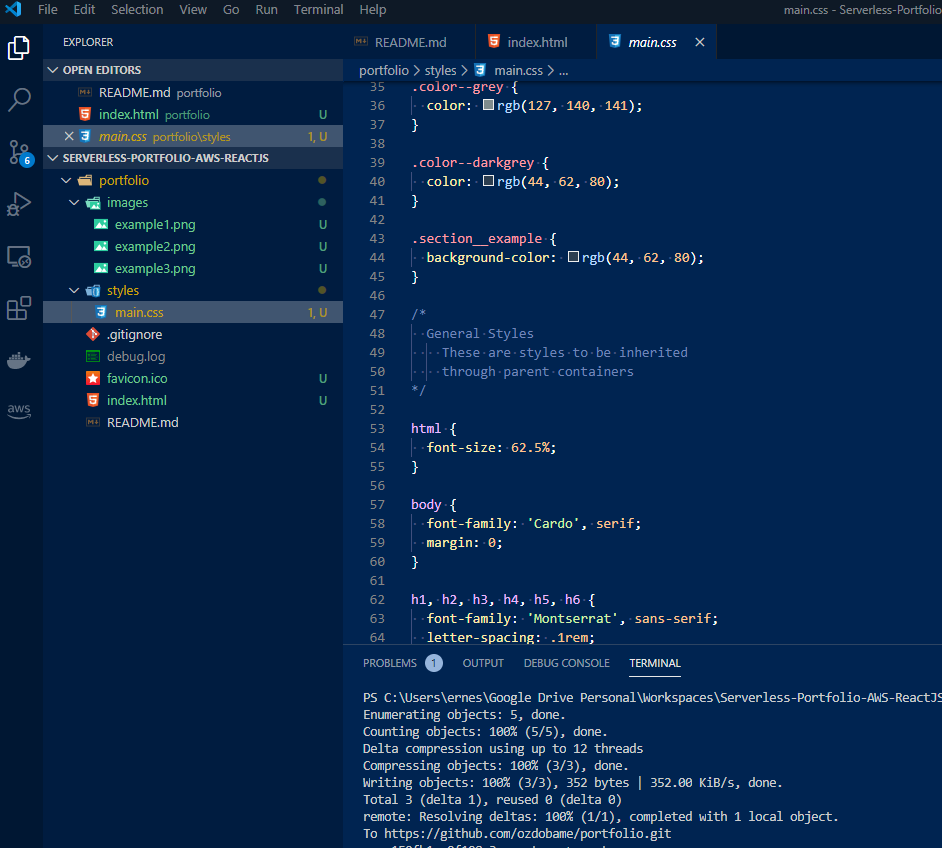 File Edit Selection View Go Run Terminal Help main.css - Serverless-Portfolio
EXPLORER
OPEN EDITORS
README.md portfolio
index.html portfolio U
main.css portfolio\styles 1, U
SERVERLESS-PORTFOLIO-AWS-REACTJS
portfolio
images
example1.png U
example2.png U
example3.png U
styles
main.css 1, U
.gitignore
debug.log
favicon.ico U
index.html U
README.md
6
aws
README.md index.html main.css
portfolio > styles > main.css > ...
35 .color--grey {
36 color: rgb(127, 140, 141);
37 }
38
39 .color--darkgrey {
40 color: rgb(44, 62, 80);
41 }
42
43 .section__example {
44 background-color: rgb(44, 62, 80);
45 }
46
47 /*
48 General Styles
49 These are styles to be inherited
50 through parent containers
51 */
52
53 html {
54 font-size: 62.5%;
55 }
56
57 body {
58 font-family: 'Cardo', serif;
59 margin: 0;
60 }
61
62 h1, h2, h3, h4, h5, h6 {
63 font-family: 'Montserrat', sans-serif;
64 letter-spacing: .1rem;
PROBLEMS 1 OUTPUT DEBUG CONSOLE TERMINAL
PS C:\Users\ernes\Google Drive Personal\Workspaces\Serverless-Portfolio-AWS-ReactJS
Enumerating objects: 5, done.
Counting objects: 100% (5/5), done.
Delta compression using up to 12 threads
Compressing objects: 100% (3/3), done.
Writing objects: 100% (3/3), 352 bytes | 352.00 KiB/s, done.
Total 3 (delta 1), reused 0 (delta 0)
remote: Resolving deltas: 100% (1/1), completed with 1 local object.
To https://github.com/ozdobame/portfolio.git